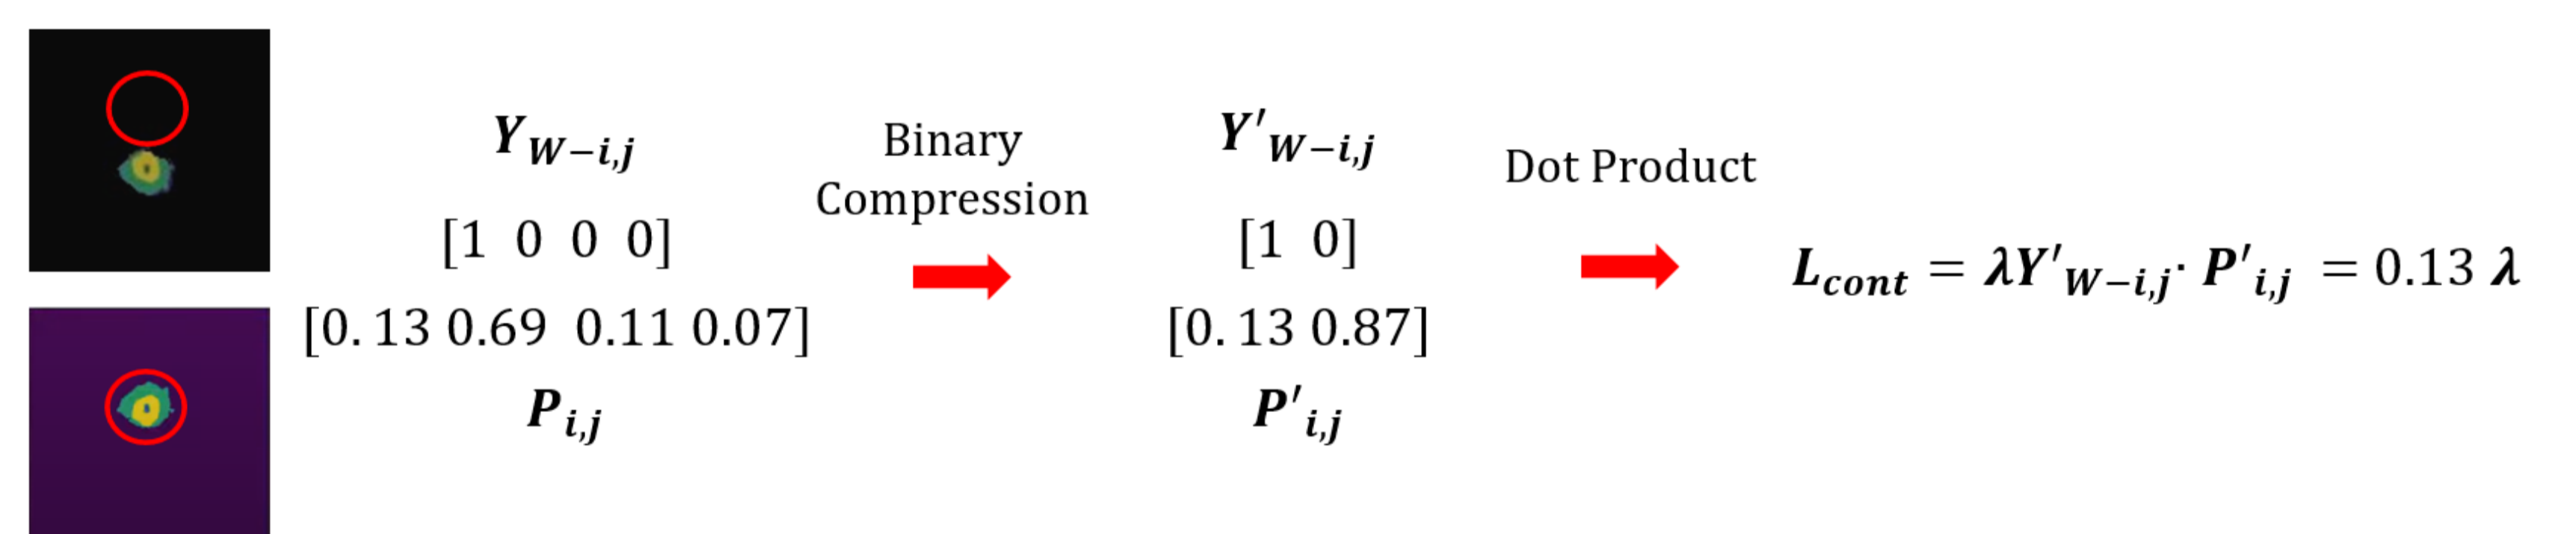 Y_{W−i,j}
[1 0 0 0]
[0. 13 0.69 0.11 0.07]
P_{i,j}
Binary
Compression
Y′_{W−i,j}
[1 0]
[0. 13 0.87]
P′_{i,j}
Dot Product
L_{cont} = λY′_{W−i,j}· P′_{i,j} = 0.13 λ